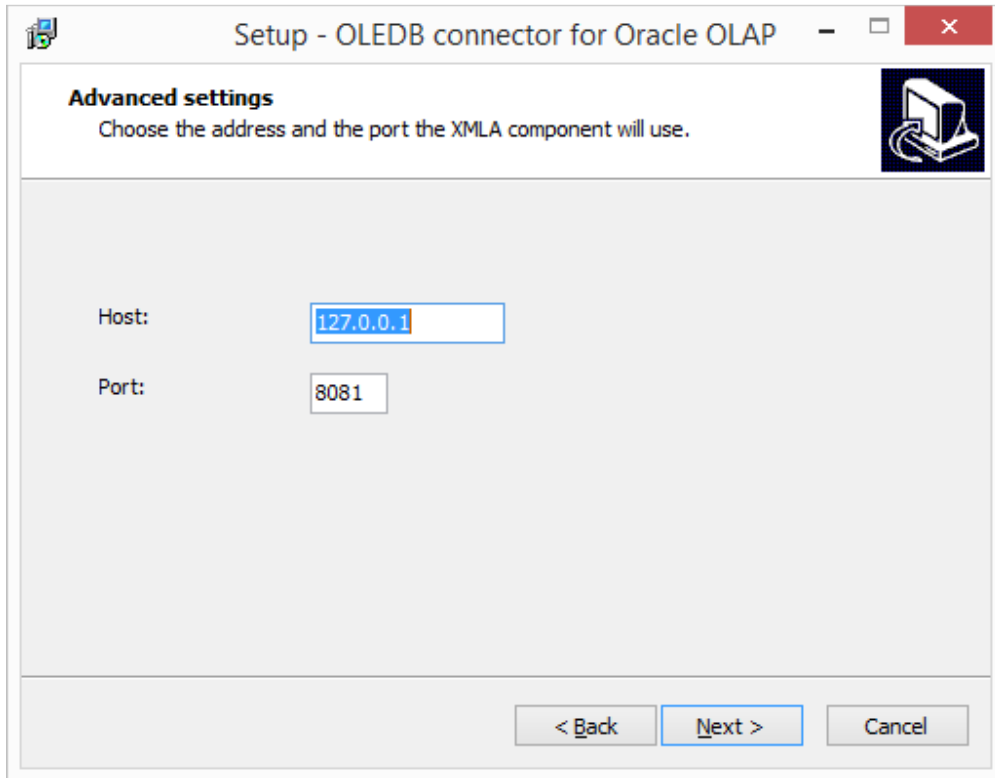 Setup - OLEDB connector for Oracle OLAP
Advanced settings
Choose the address and the port the XMLA component will use.
Host:
127.0.0.1
Port:
8081
< Back
Next >
Cancel